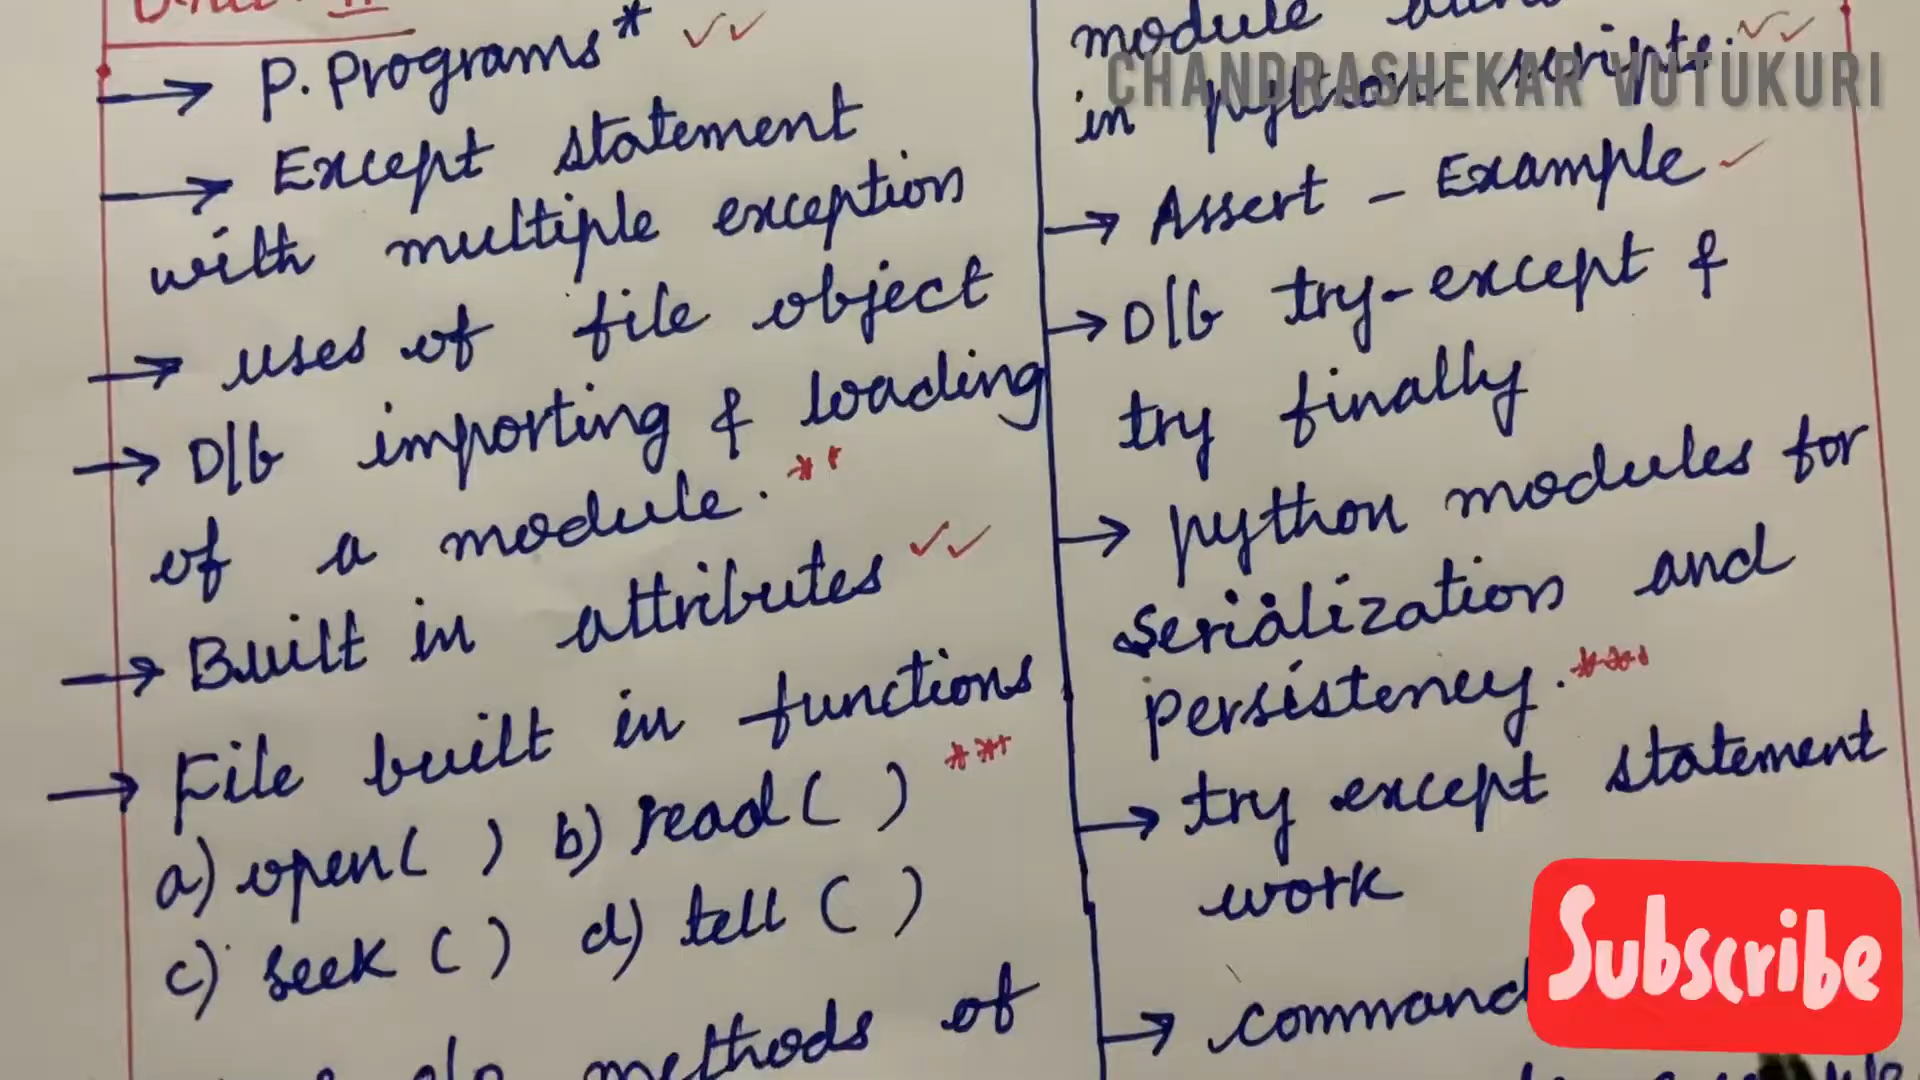 → P. Programs* ✓✓
→ Except statement
with multiple exception
→ uses of file object
→ D/b importing & loading
of a module. **
→ Built in attributes ✓✓
→ File built in functions
a) open( ) b) read( ) ***
c) seek ( ) d) tell ( )
methods of
module
in python scripts. ✓✓
→ Assert - Example ✓
→ D/b try-except &
try finally
→ python modules for
serialization and
persistency. ***
→ try except statement
work
→ command
CHANDRASHEKAR VUTUKURI
Subscribe